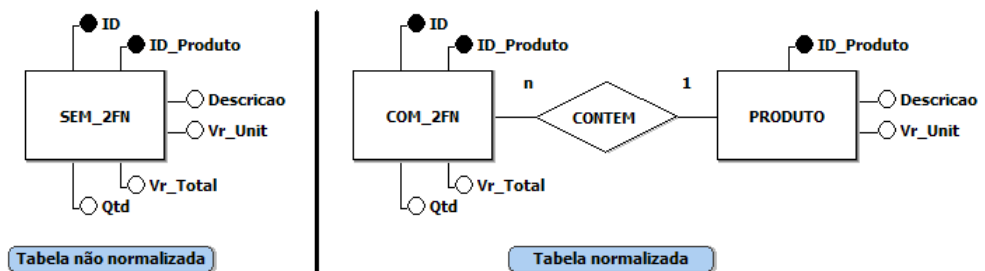 ID
ID_Produto
SEM_2FN
Descricao
Vr_Unit
Vr_Total
Qtd
Tabela não normalizada
ID
ID_Produto
COM_2FN
n
CONTEM
1
Vr_Total
Qtd
ID_Produto
PRODUTO
Descricao
Vr_Unit
Tabela normalizada